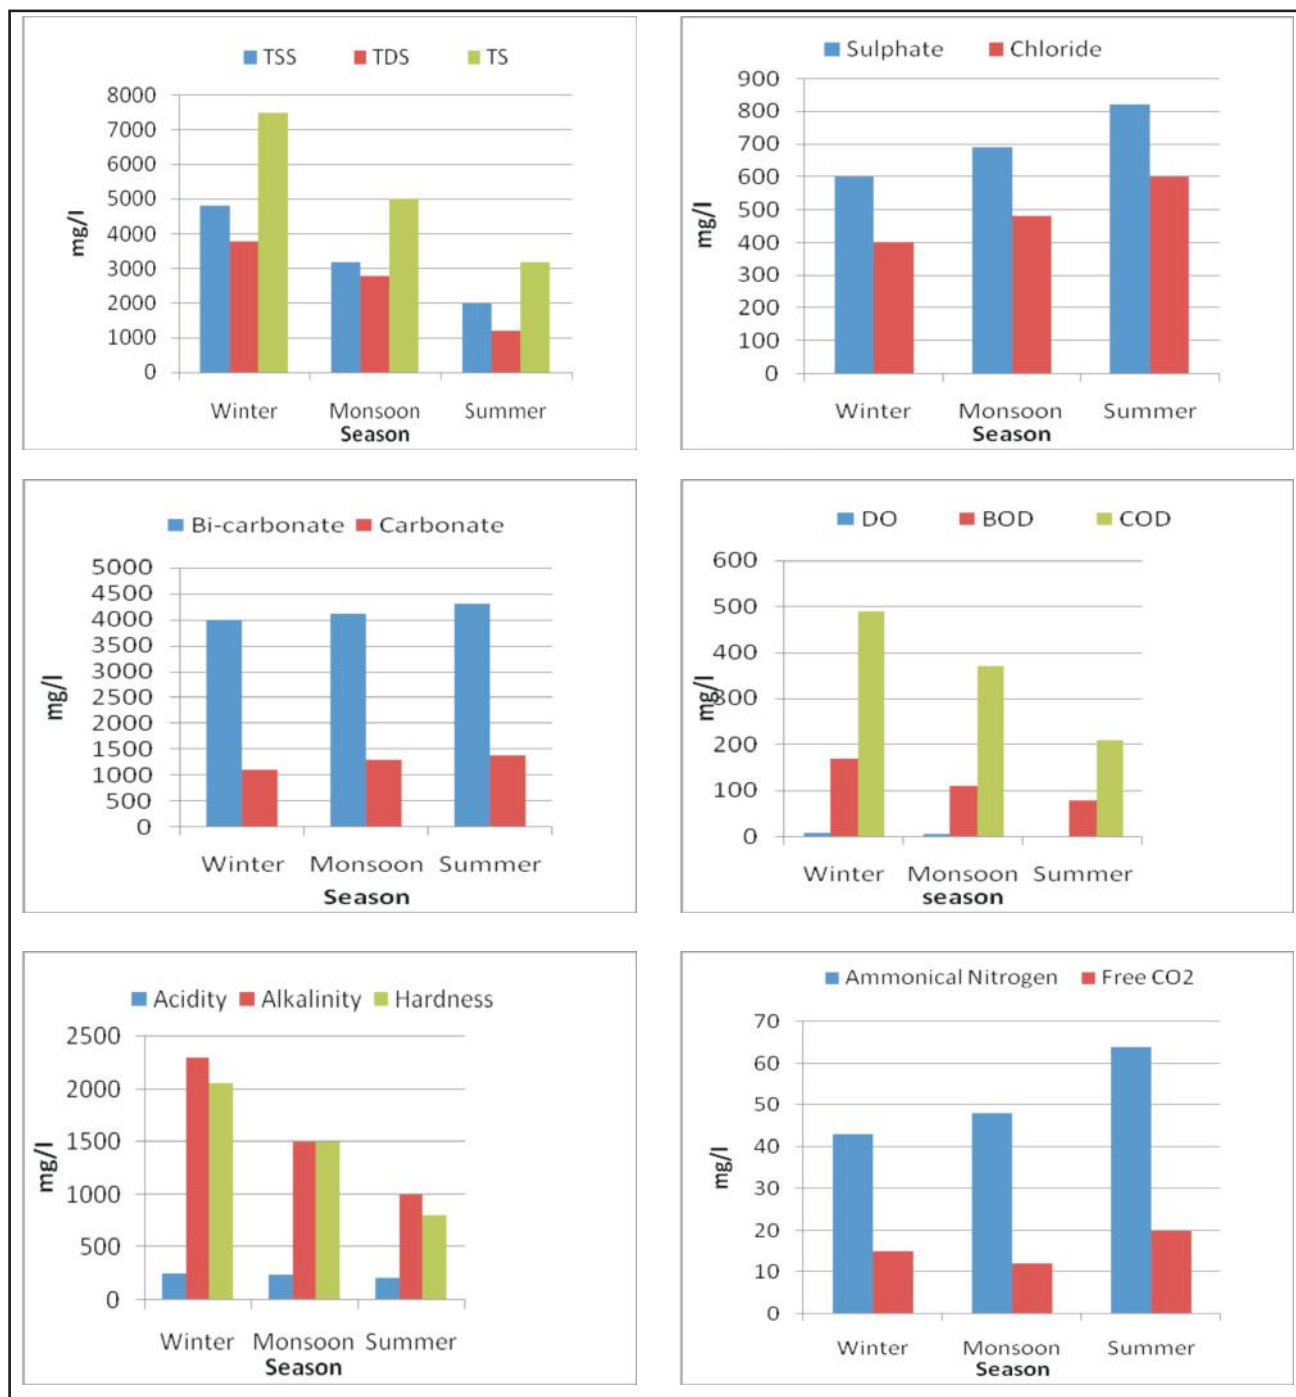 TSS TDS TS
8000
7000
6000
5000
4000
3000
2000
1000
0
mg/l
Winter Monsoon Summer
Season
Sulphate Chloride
900
800
700
600
500
400
300
200
100
0
mg/l
Winter Monsoon Summer
Season
Bi-carbonate Carbonate
5000
4500
4000
3500
3000
2500
2000
1500
1000
500
0
mg/l
Winter Monsoon Summer
Season
DO BOD COD
600
500
400
300
200
100
0
mg/l
Winter Monsoon Summer
season
Acidity Alkalinity Hardness
2500
2000
1500
1000
500
0
mg/l
Winter Monsoon Summer
Season
Ammonical Nitrogen Free CO2
70
60
50
40
30
20
10
0
mg/l
Winter Monsoon Summer
Season